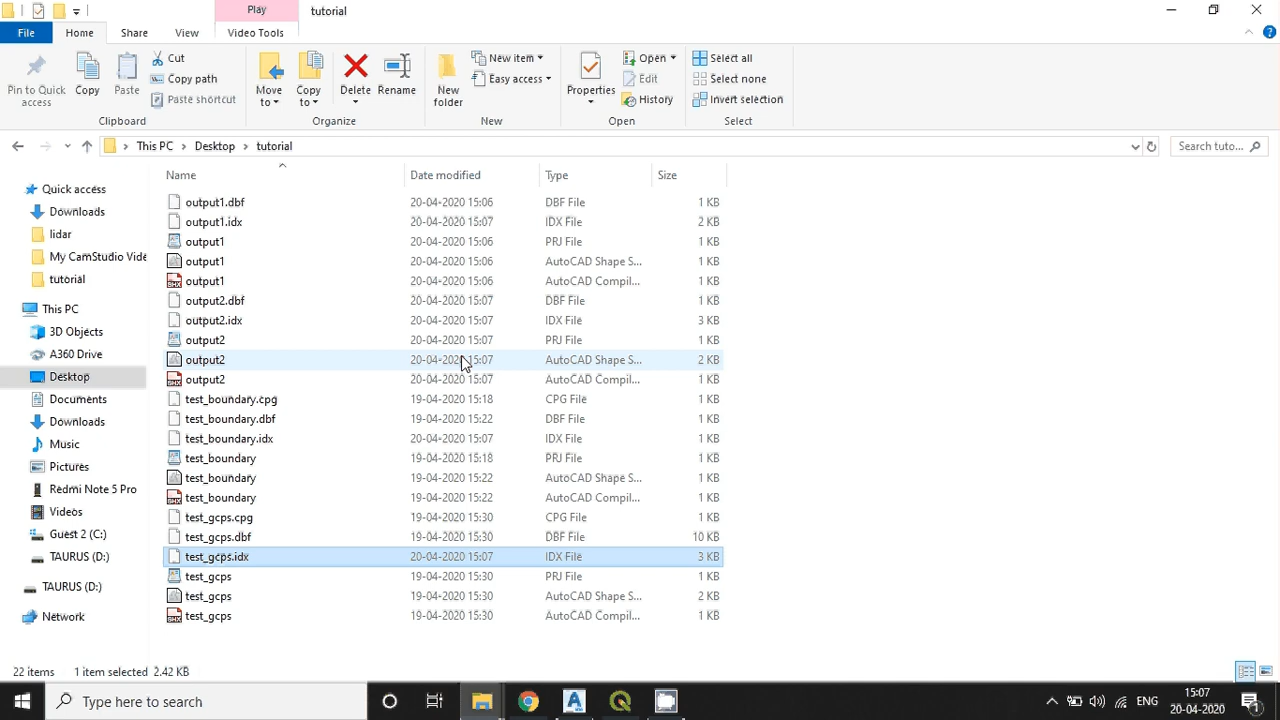 Play
tutorial
File
Home
Share
View
Video Tools
Pin to Quick access
Copy
Paste
Cut
Copy path
Paste shortcut
Move to
Copy to
Delete
Rename
New folder
New item
Easy access
Properties
Open
Edit
History
Select all
Select none
Invert selection
Clipboard
Organize
New
Open
Select
This PC > Desktop > tutorial
Search tuto...
Name Date modified Type Size
Quick access
Downloads
lidar
My CamStudio Vide
tutorial
This PC
3D Objects
A360 Drive
Desktop
Documents
Downloads
Music
Pictures
Redmi Note 5 Pro
Videos
Guest 2 (C:)
TAURUS (D:)
TAURUS (D:)
Network
output1.dbf 20-04-2020 15:06 DBF File 1 KB
output1.idx 20-04-2020 15:07 IDX File 2 KB
output1 20-04-2020 15:06 PRJ File 1 KB
output1 20-04-2020 15:06 AutoCAD Shape S... 1 KB
output1 20-04-2020 15:06 AutoCAD Compil... 1 KB
output2.dbf 20-04-2020 15:07 DBF File 1 KB
output2.idx 20-04-2020 15:07 IDX File 3 KB
output2 20-04-2020 15:07 PRJ File 1 KB
output2 20-04-2020 15:07 AutoCAD Shape S... 2 KB
output2 20-04-2020 15:07 AutoCAD Compil... 1 KB
test_boundary.cpg 19-04-2020 15:18 CPG File 1 KB
test_boundary.dbf 19-04-2020 15:22 DBF File 1 KB
test_boundary.idx 20-04-2020 15:07 IDX File 1 KB
test_boundary 19-04-2020 15:18 PRJ File 1 KB
test_boundary 19-04-2020 15:22 AutoCAD Shape S... 1 KB
test_boundary 19-04-2020 15:22 AutoCAD Compil... 1 KB
test_gcps.cpg 19-04-2020 15:30 CPG File 1 KB
test_gcps.dbf 19-04-2020 15:30 DBF File 10 KB
test_gcps.idx 20-04-2020 15:07 IDX File 3 KB
test_gcps 19-04-2020 15:30 PRJ File 1 KB
test_gcps 19-04-2020 15:30 AutoCAD Shape S... 2 KB
test_gcps 19-04-2020 15:30 AutoCAD Compil... 1 KB
22 items 1 item selected 2.42 KB
Type here to search
ENG
15:07
20-04-2020
1